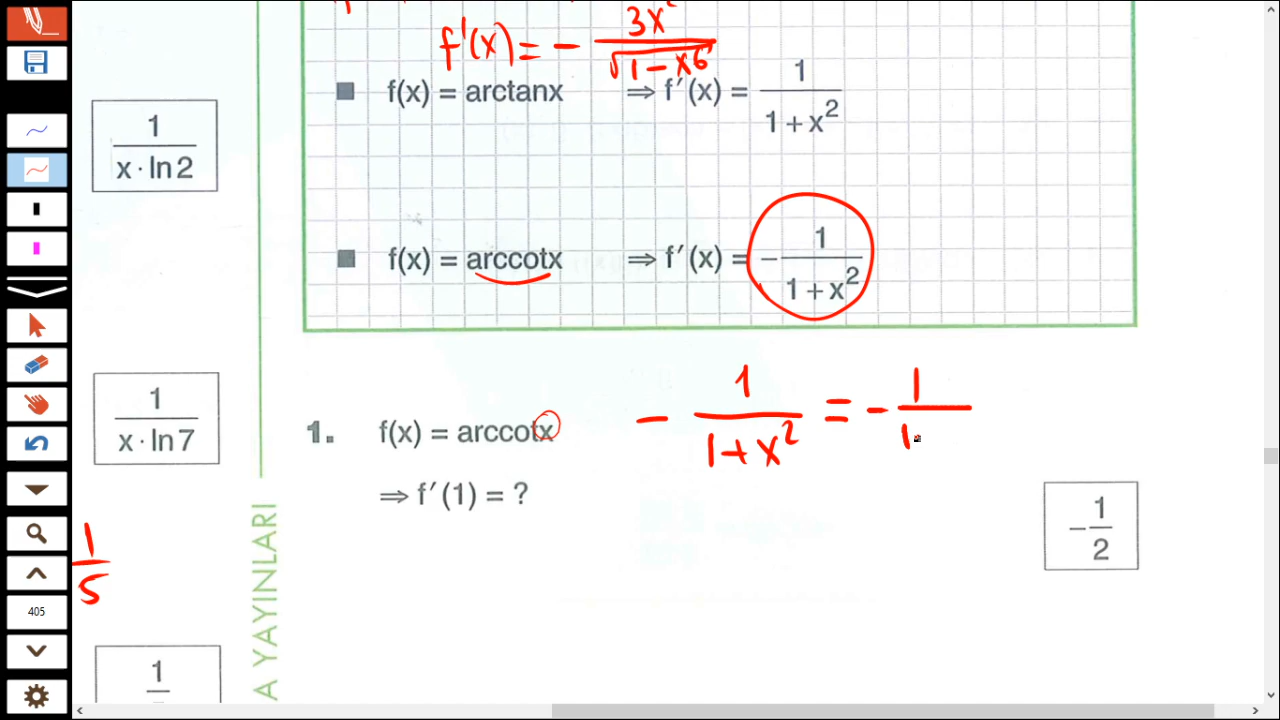 f'(x) = - 3x² / √1 - x⁶
■ f(x) = arctanx ⇒ f′(x) = 1 / 1 + x²
■ f(x) = arccotx ⇒ f′(x) = - 1 / 1 + x²
1 / x · ln2
1 / x · ln7
1. f(x) = arccotx
- 1 / 1 + x² = - 1 / 1
⇒ f′(1) = ?
- 1 / 2
1 / 5
405
A YAYINLARI
1